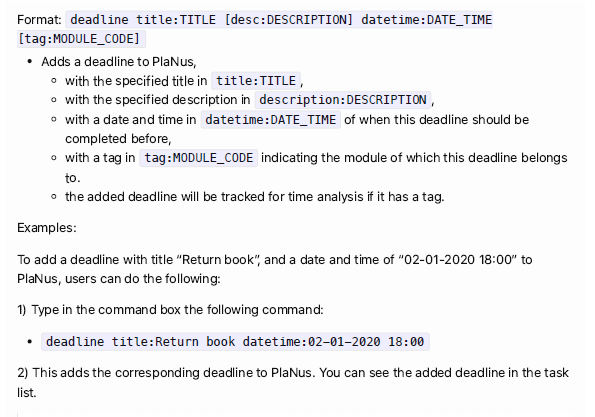 Format: deadline title:TITLE [desc:DESCRIPTION] datetime:DATE_TIME
[tag:MODULE_CODE]
• Adds a deadline to PlaNus,
◦ with the specified title in title:TITLE,
◦ with the specified description in description:DESCRIPTION,
◦ with a date and time in datetime:DATE_TIME of when this deadline should be
completed before,
◦ with a tag in tag:MODULE_CODE indicating the module of which this deadline belongs
to.
◦ the added deadline will be tracked for time analysis if it has a tag.
Examples:
To add a deadline with title “Return book”, and a date and time of “02-01-2020 18:00” to
PlaNus, users can do the following:
1) Type in the command box the following command:
• deadline title:Return book datetime:02-01-2020 18:00
2) This adds the corresponding deadline to PlaNus. You can see the added deadline in the task
list.